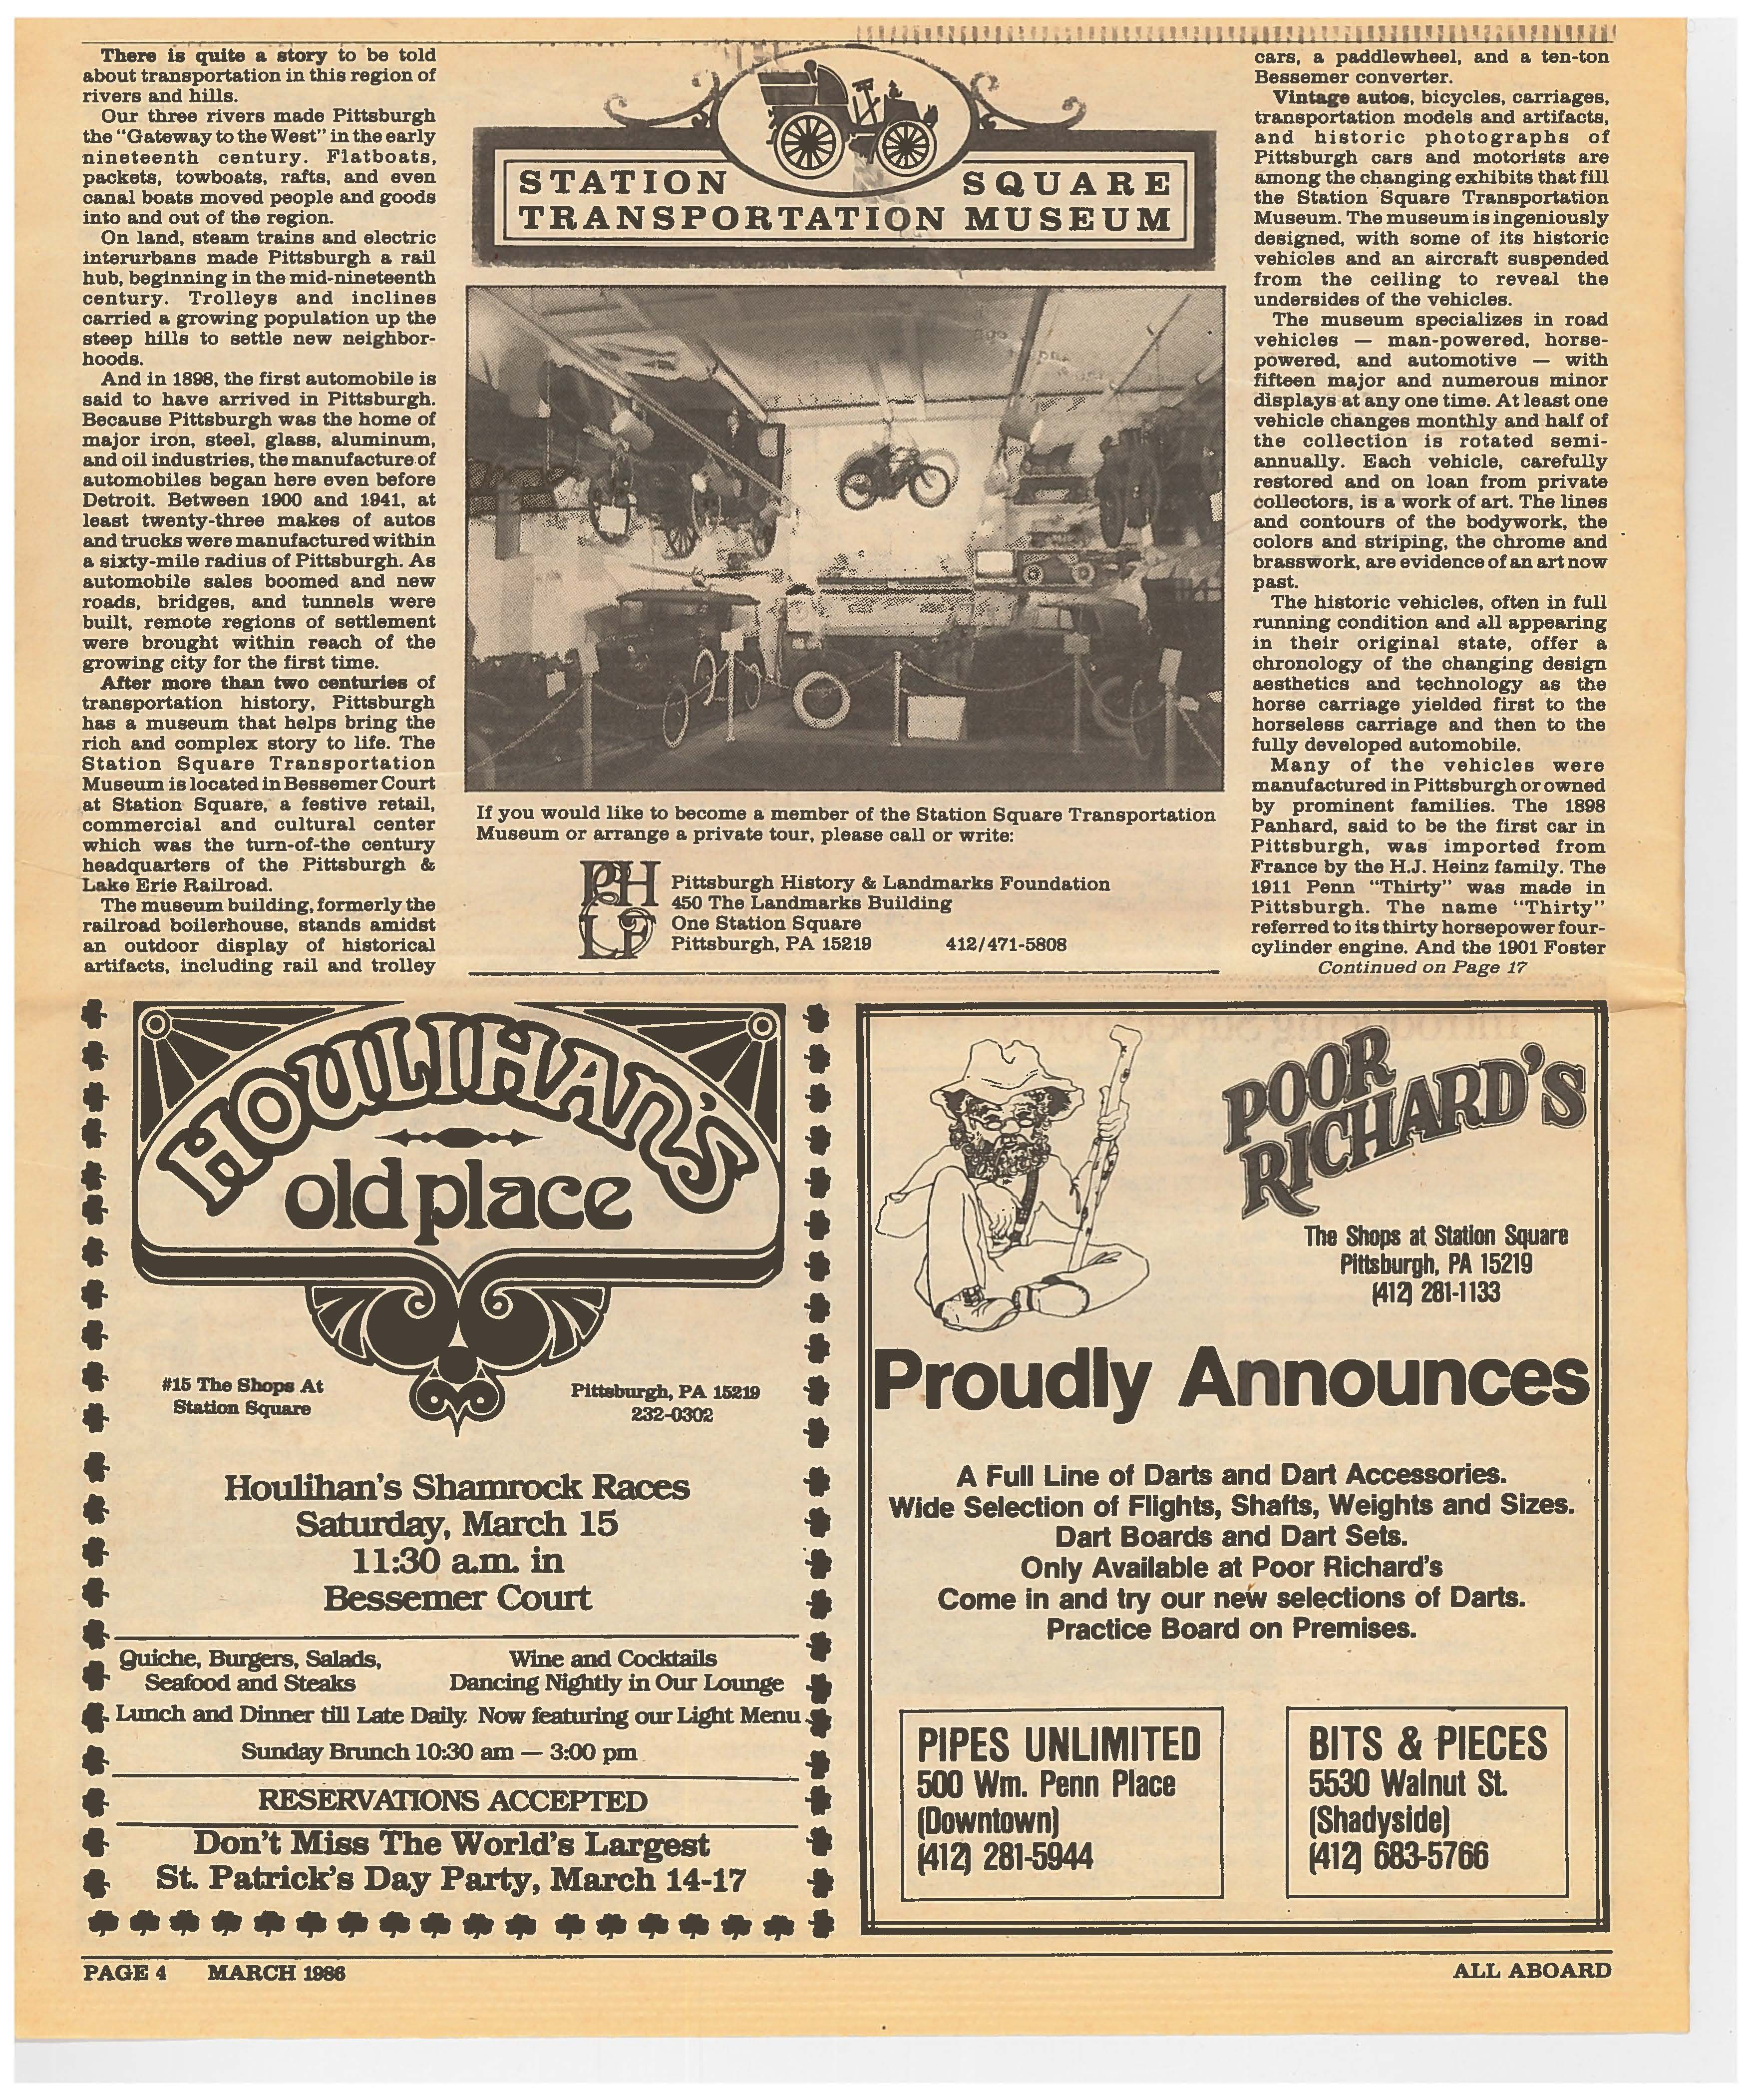 There is quite a story to be told
about transportation in this region of
rivers and hills.
Our three rivers made Pittsburgh
the "Gateway to the West" in the early
nineteenth century. Flatboats,
packets, towboats, rafts, and even
canal boats moved people and goods
into and out of the region.
On land, steam trains and electric
interurbans made Pittsburgh a rail
hub, beginning in the mid-nineteenth
century. Trolleys and inclines
carried a growing population up the
steep hills to settle new neighbor-
hoods.
And in 1898, the first automobile is
said to have arrived in Pittsburgh.
Because Pittsburgh was the home of
major iron, steel, glass, aluminum,
and oil industries, the manufacture of
automobiles began here even before
Detroit. Between 1900 and 1941, at
least twenty-three makes of autos
and trucks were manufactured within
a sixty-mile radius of Pittsburgh. As
automobile sales boomed and new
roads, bridges, and tunnels were
built, remote regions of settlement
were brought within reach of the
growing city for the first time.
After more than two centuries of
transportation history, Pittsburgh
has a museum that helps bring the
rich and complex story to life. The
Station Square Transportation
Museum is located in Bessemer Court
at Station Square, a festive retail,
commercial and cultural center
which was the turn-of-the century
headquarters of the Pittsburgh &
Lake Erie Railroad.
The museum building, formerly the
railroad boilerhouse, stands amidst
an outdoor display of historical
artifacts, including rail and trolley
STATION SQUARE
TRANSPORTATION MUSEUM
If you would like to become a member of the Station Square Transportation
Museum or arrange a private tour, please call or write:
PH
LF
Pittsburgh History & Landmarks Foundation
450 The Landmarks Building
One Station Square
Pittsburgh, PA 15219 412/471-5808
cars, a paddlewheel, and a ten-ton
Bessemer converter.
Vintage autos, bicycles, carriages,
transportation models and artifacts,
and historic photographs of
Pittsburgh cars and motorists are
among the changing exhibits that fill
the Station Square Transportation
Museum. The museum is ingeniously
designed, with some of its historic
vehicles and an aircraft suspended
from the ceiling to reveal the
undersides of the vehicles.
The museum specializes in road
vehicles — man-powered, horse-
powered, and automotive — with
fifteen major and numerous minor
displays at any one time. At least one
vehicle changes monthly and half of
the collection is rotated semi-
annually. Each vehicle, carefully
restored and on loan from private
collectors, is a work of art. The lines
and contours of the bodywork, the
colors and striping, the chrome and
brasswork, are evidence of an art now
past.
The historic vehicles, often in full
running condition and all appearing
in their original state, offer a
chronology of the changing design
aesthetics and technology as the
horse carriage yielded first to the
horseless carriage and then to the
fully developed automobile.
Many of the vehicles were
manufactured in Pittsburgh or owned
by prominent families. The 1898
Panhard, said to be the first car in
Pittsburgh, was imported from
France by the H.J. Heinz family. The
1911 Penn "Thirty" was made in
Pittsburgh. The name "Thirty"
referred to its thirty horsepower four-
cylinder engine. And the 1901 Foster
Continued on Page 17
HOULIHAN'S
old place
#15 The Shops At
Station Square
Pittsburgh, PA 15219
232-0302
Houlihan's Shamrock Races
Saturday, March 15
11:30 a.m. in
Bessemer Court
Quiche, Burgers, Salads,
Seafood and Steaks
Wine and Cocktails
Dancing Nightly in Our Lounge
Lunch and Dinner till Late Daily. Now featuring our Light Menu.
Sunday Brunch 10:30 am — 3:00 pm
RESERVATIONS ACCEPTED
Don't Miss The World's Largest
St. Patrick's Day Party, March 14-17
POOR
RICHARD'S
The Shops at Station Square
Pittsburgh, PA 15219
(412) 281-1133
Proudly Announces
A Full Line of Darts and Dart Accessories.
Wide Selection of Flights, Shafts, Weights and Sizes.
Dart Boards and Dart Sets.
Only Available at Poor Richard's
Come in and try our new selections of Darts.
Practice Board on Premises.
PIPES UNLIMITED
500 Wm. Penn Place
(Downtown)
(412) 281-5944
BITS & PIECES
5530 Walnut St.
(Shadyside)
(412) 683-5766
PAGE 4 MARCH 1986
ALL ABOARD